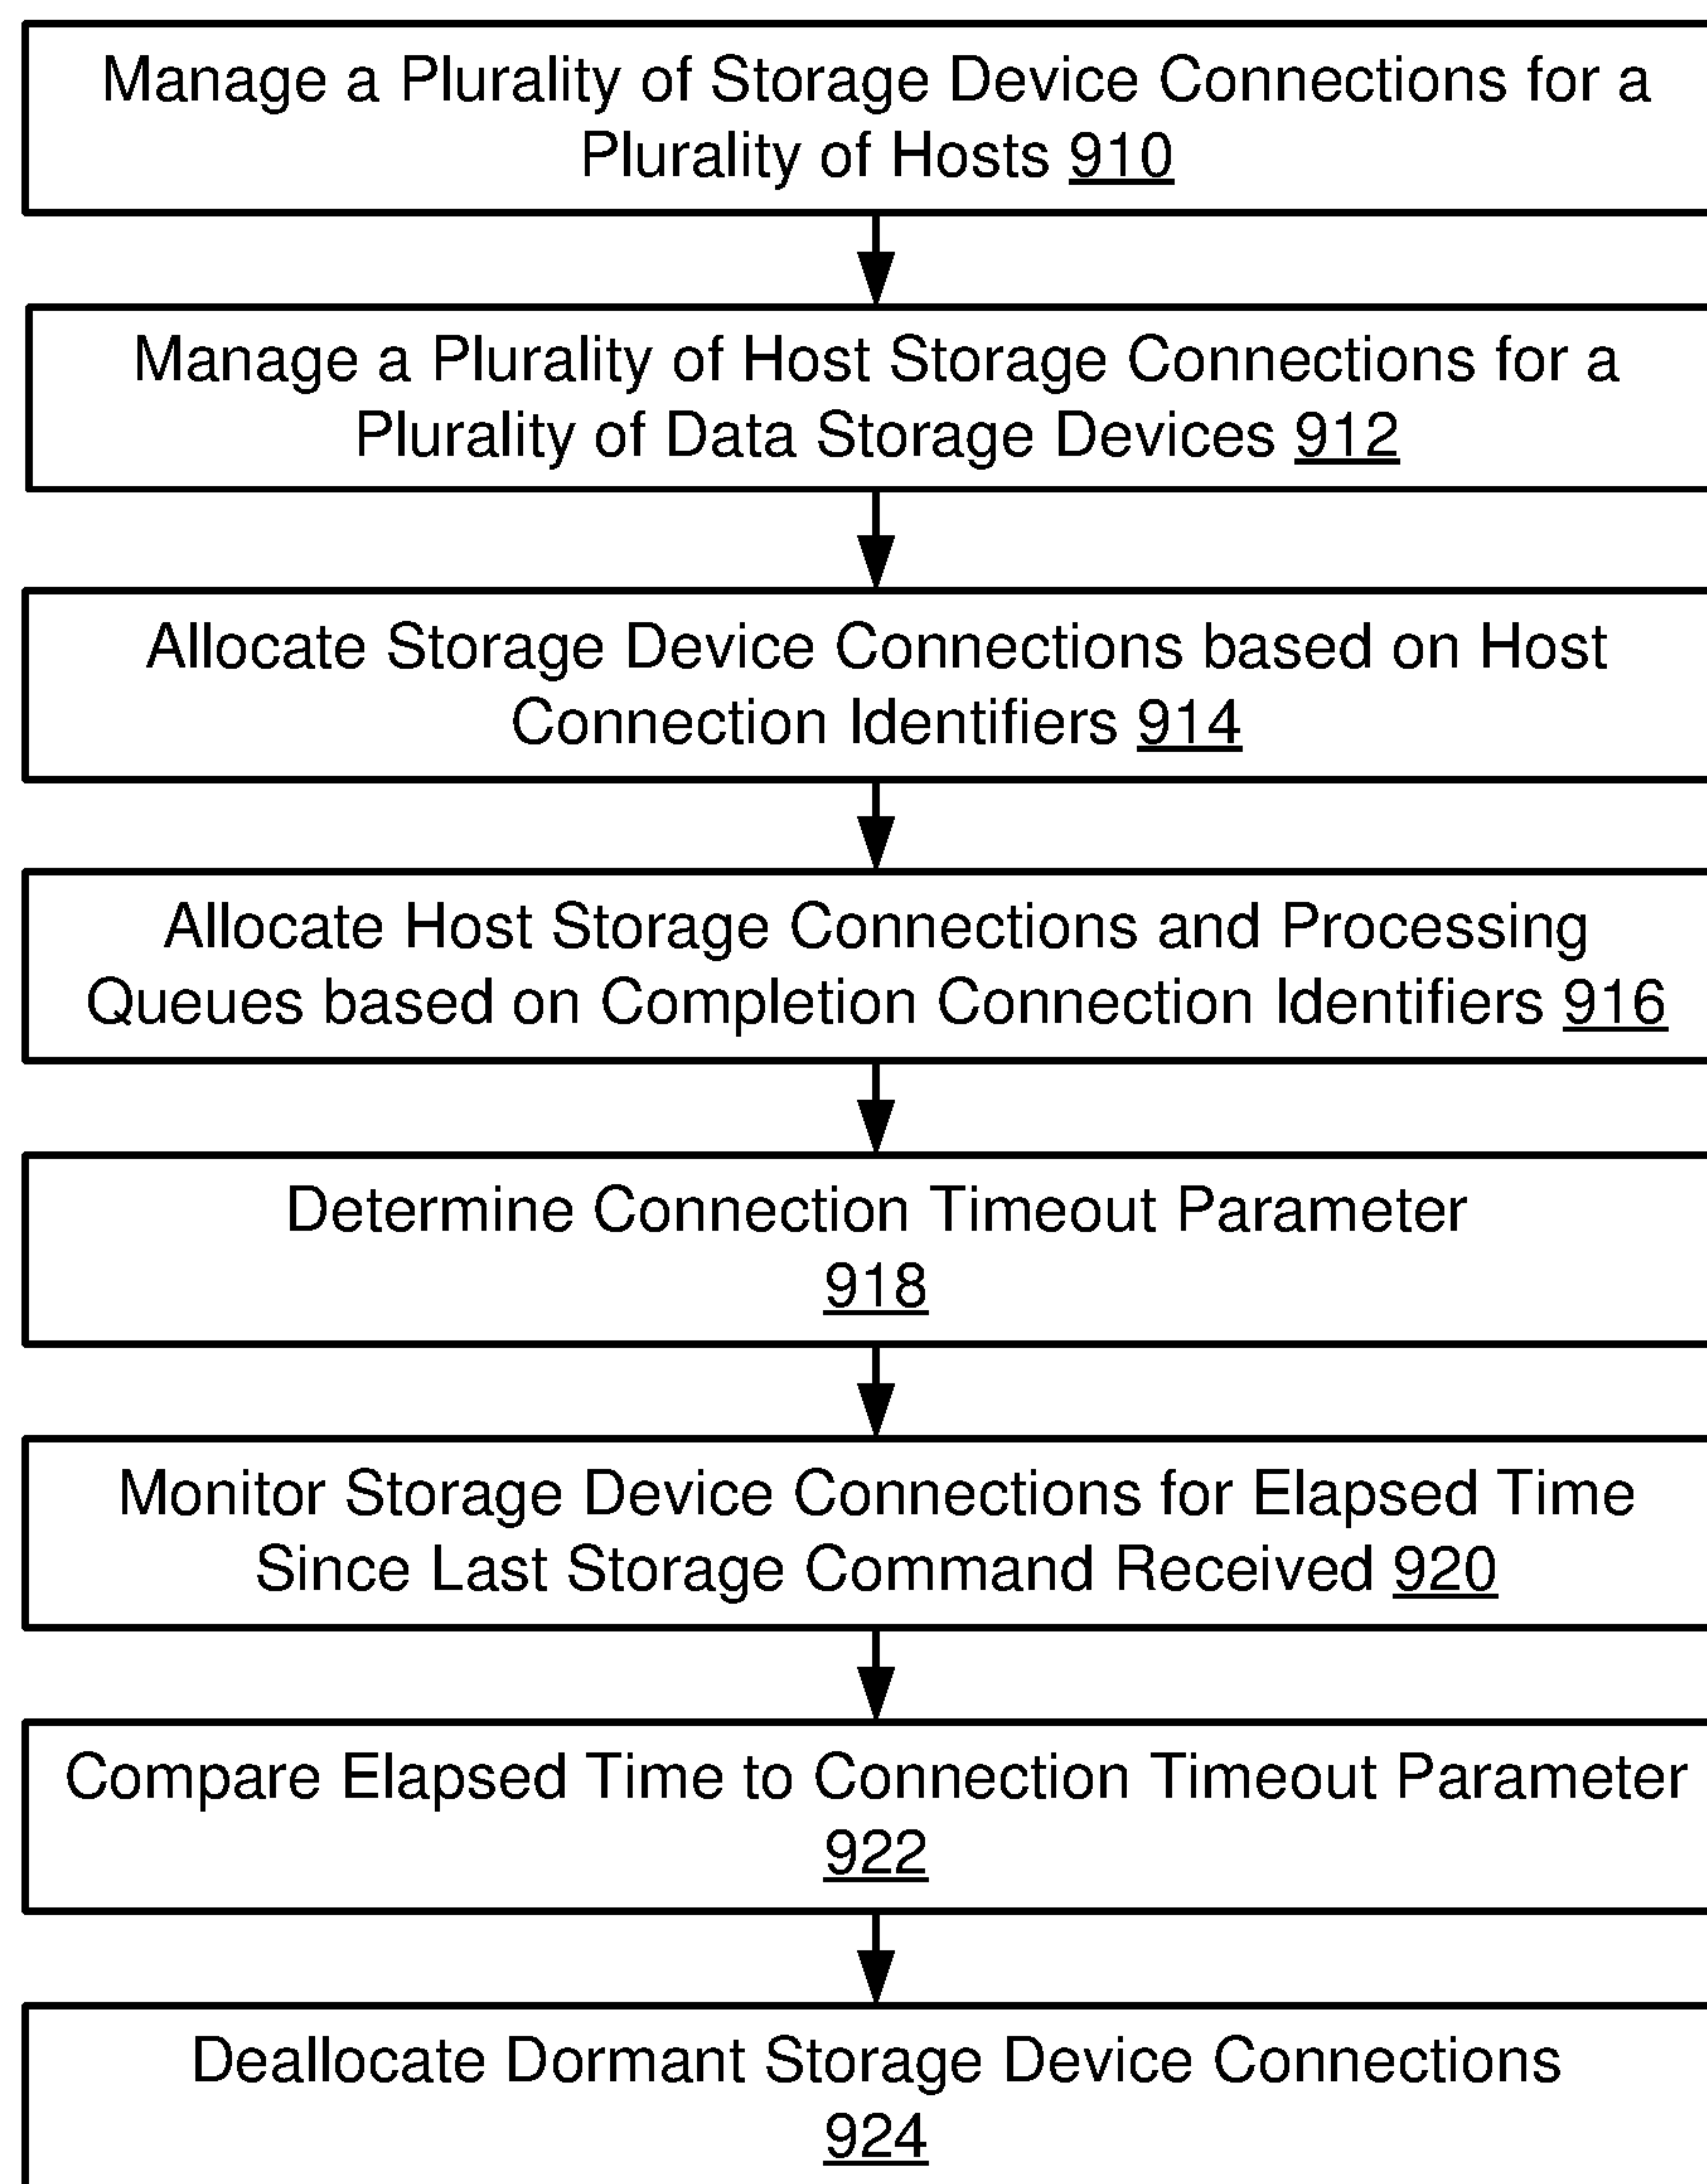 Manage a Plurality of Storage Device Connections for a
Plurality of Hosts 910
Manage a Plurality of Host Storage Connections for a
Plurality of Data Storage Devices 912
Allocate Storage Device Connections based on Host
Connection Identifiers 914
Allocate Host Storage Connections and Processing
Queues based on Completion Connection Identifiers 916
Determine Connection Timeout Parameter
918
Monitor Storage Device Connections for Elapsed Time
Since Last Storage Command Received 920
Compare Elapsed Time to Connection Timeout Parameter
922
Deallocate Dormant Storage Device Connections
924